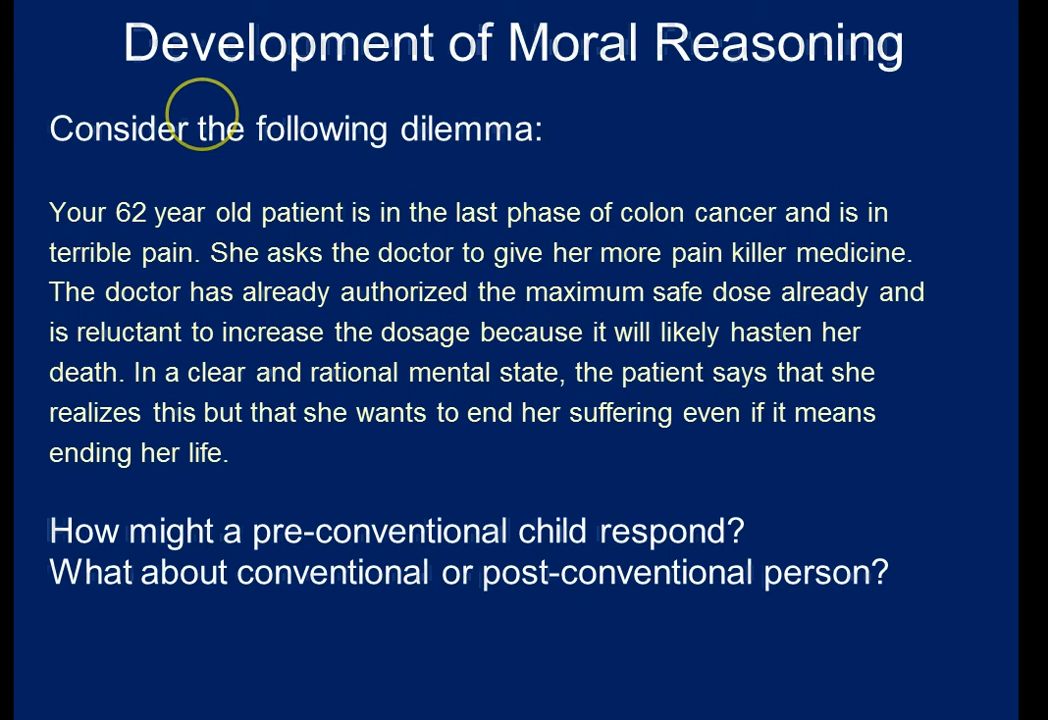 Development of Moral Reasoning
Consider the following dilemma:
Your 62 year old patient is in the last phase of colon cancer and is in
terrible pain. She asks the doctor to give her more pain killer medicine.
The doctor has already authorized the maximum safe dose already and
is reluctant to increase the dosage because it will likely hasten her
death. In a clear and rational mental state, the patient says that she
realizes this but that she wants to end her suffering even if it means
ending her life.
How might a pre-conventional child respond?
What about conventional or post-conventional person?